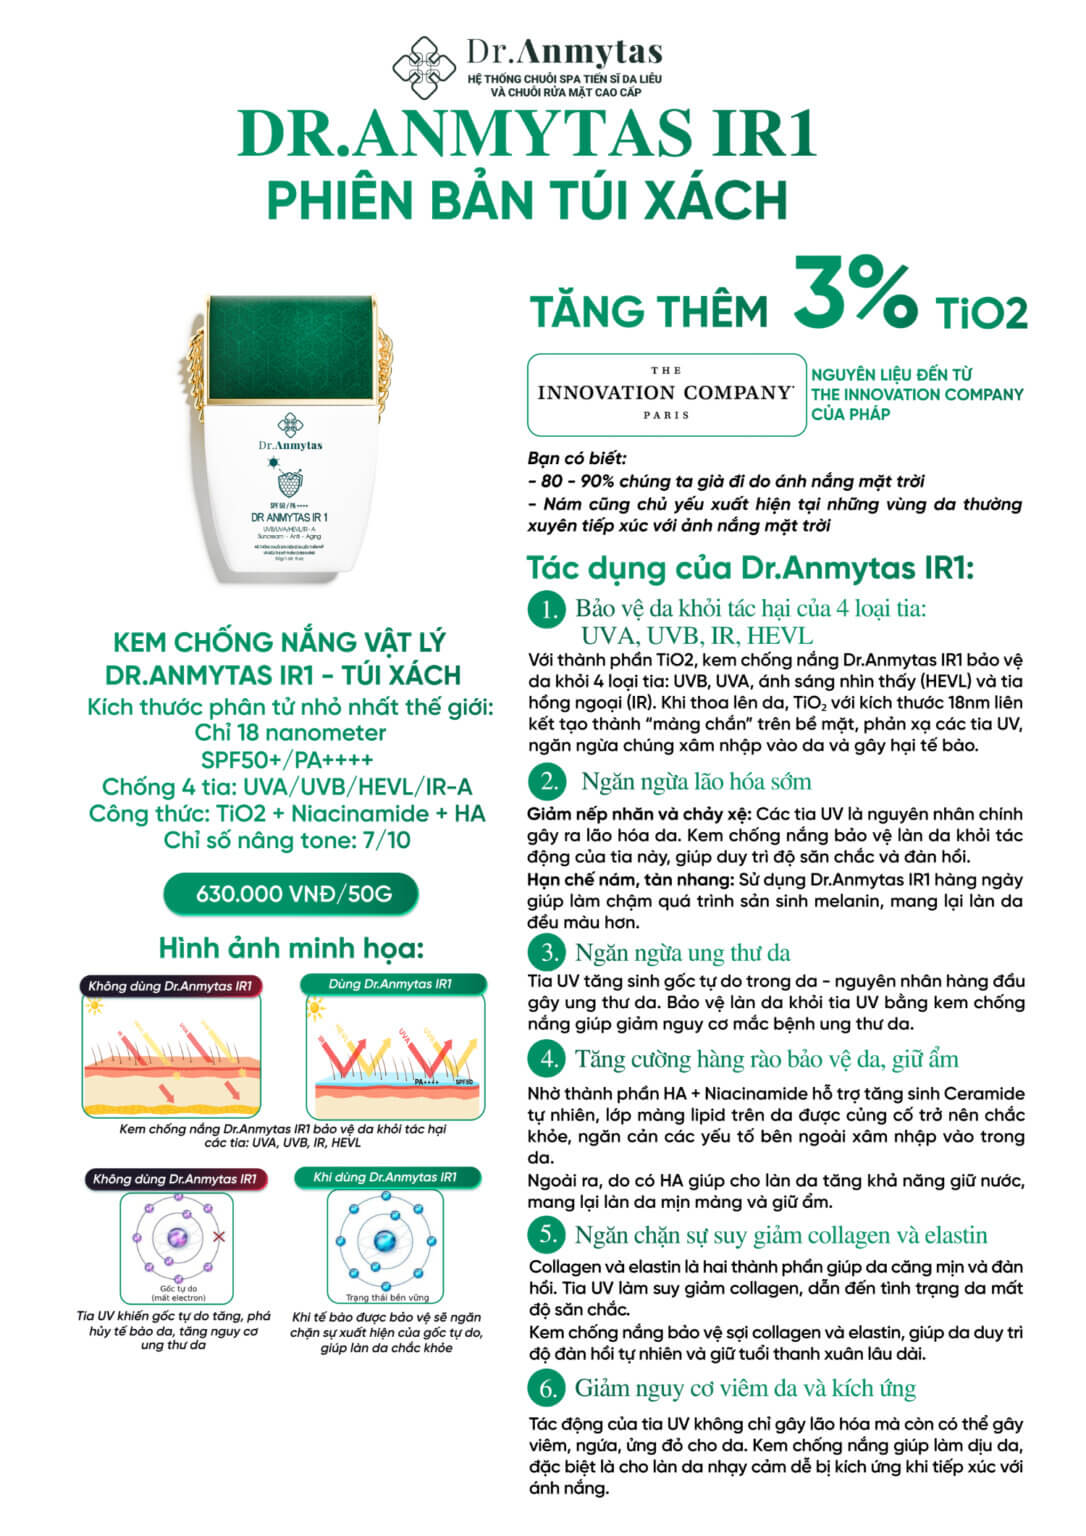 Dr.Anmytas
HỆ THỐNG CHUỖI SPA TIẾN SĨ DA LIỄU
VÀ CHUỖI RỬA MẶT CAO CẤP
DR.ANMYTAS IR1
PHIÊN BẢN TÚI XÁCH
TĂNG THÊM 3% TiO2
THE
INNOVATION COMPANY
PARIS
NGUYÊN LIỆU ĐẾN TỪ
THE INNOVATION COMPANY
CỦA PHÁP
Bạn có biết:
- 80 - 90% chúng ta già đi do ánh nắng mặt trời
- Nám cũng chủ yếu xuất hiện tại những vùng da thường
xuyên tiếp xúc với ảnh nắng mặt trời
Dr.Anmytas
SPF 60 / PA++++
DR ANMYTAS IR 1
UVB/UVA/HEVL/IR-A
Suncream - Anti - Aging
KEM CHỐNG NẮNG VẬT LÝ
DR.ANMYTAS IR1 - TÚI XÁCH
Kích thước phân tử nhỏ nhất thế giới:
Chỉ 18 nanometer
SPF50+/PA++++
Chống 4 tia: UVA/UVB/HEVL/IR-A
Công thức: TiO2 + Niacinamide + HA
Chỉ số nâng tone: 7/10
630.000 VNĐ/50G
Hình ảnh minh họa:
Không dùng Dr.Anmytas IR1
Dùng Dr.Anmytas IR1
IR
HEVL
UVA
UVB
PA++++
SPF50
Kem chống nắng Dr.Anmytas IR1 bảo vệ da khỏi tác hại
các tia: UVA, UVB, IR, HEVL
Không dùng Dr.Anmytas IR1
Khi dùng Dr.Anmytas IR1
Gốc tự do
(mất electron)
Trạng thái bền vững
Tia UV khiến gốc tự do tăng, phá
hủy tế bào da, tăng nguy cơ
ung thư da
Khi tế bào được bảo vệ sẽ ngăn
chặn sự xuất hiện của gốc tự do,
giúp làn da chắc khỏe
Tác dụng của Dr.Anmytas IR1:
1. Bảo vệ da khỏi tác hại của 4 loại tia:
UVA, UVB, IR, HEVL
Với thành phần TiO2, kem chống nắng Dr.Anmytas IR1 bảo vệ
da khỏi 4 loại tia: UVB, UVA, ánh sáng nhìn thấy (HEVL) và tia
hồng ngoại (IR). Khi thoa lên da, TiO₂ với kích thước 18nm liên
kết tạo thành “màng chắn” trên bề mặt, phản xạ các tia UV,
ngăn ngừa chúng xâm nhập vào da và gây hại tế bào.
2. Ngăn ngừa lão hóa sớm
Giảm nếp nhăn và chảy xệ: Các tia UV là nguyên nhân chính
gây ra lão hóa da. Kem chống nắng bảo vệ làn da khỏi tác
động của tia này, giúp duy trì độ săn chắc và đàn hồi.
Hạn chế nám, tàn nhang: Sử dụng Dr.Anmytas IR1 hàng ngày
giúp làm chậm quá trình sản sinh melanin, mang lại làn da
đều màu hơn.
3. Ngăn ngừa ung thư da
Tia UV tăng sinh gốc tự do trong da - nguyên nhân hàng đầu
gây ung thư da. Bảo vệ làn da khỏi tia UV bằng kem chống
nắng giúp giảm nguy cơ mắc bệnh ung thư da.
4. Tăng cường hàng rào bảo vệ da, giữ ẩm
Nhờ thành phần HA + Niacinamide hỗ trợ tăng sinh Ceramide
tự nhiên, lớp màng lipid trên da được củng cố trở nên chắc
khỏe, ngăn cản các yếu tố bên ngoài xâm nhập vào trong
da.
Ngoài ra, do có HA giúp cho làn da tăng khả năng giữ nước,
mang lại làn da mịn màng và giữ ẩm.
5. Ngăn chặn sự suy giảm collagen và elastin
Collagen và elastin là hai thành phần giúp da căng mịn và đàn
hồi. Tia UV làm suy giảm collagen, dẫn đến tình trạng da mất
độ săn chắc.
Kem chống nắng bảo vệ sợi collagen và elastin, giúp da duy trì
độ đàn hồi tự nhiên và giữ tuổi thanh xuân lâu dài.
6. Giảm nguy cơ viêm da và kích ứng
Tác động của tia UV không chỉ gây lão hóa mà còn có thể gây
viêm, ngứa, ửng đỏ cho da. Kem chống nắng giúp làm dịu da,
đặc biệt là cho làn da nhạy cảm dễ bị kích ứng khi tiếp xúc với
ánh nắng.